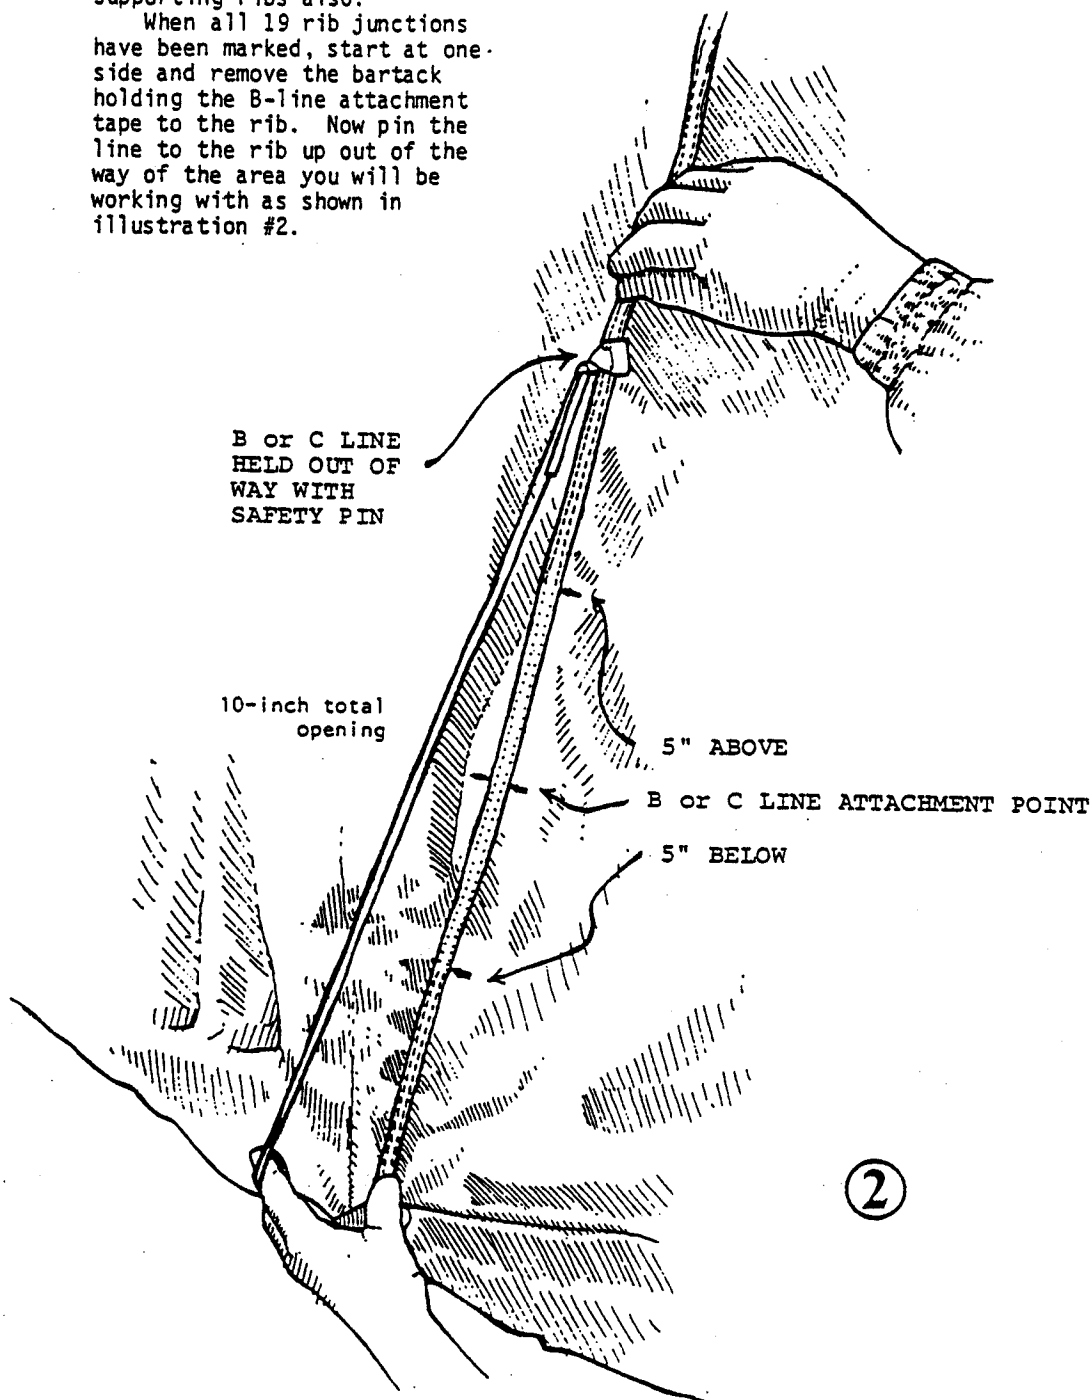 supporting ribs also.
When all 19 rib junctions
have been marked, start at one
side and remove the bartack
holding the B-line attachment
tape to the rib. Now pin the
line to the rib up out of the
way of the area you will be
working with as shown in
illustration #2.
B or C LINE
HELD OUT OF
WAY WITH
SAFETY PIN
10-inch total
opening
5" ABOVE
B or C LINE ATTACHMENT POINT
5" BELOW
2